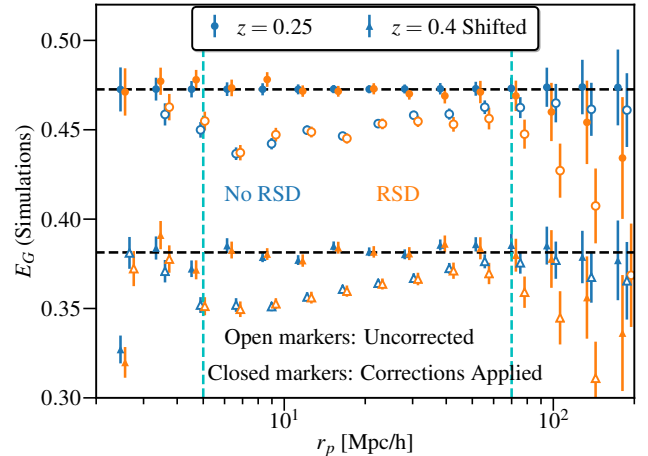 z = 0.25 z = 0.4 Shifted
0.50
0.45
0.40
0.35
0.30
E_G (Simulations)
No RSD RSD
Open markers: Uncorrected
Closed markers: Corrections Applied
10^1 10^2
r_p [Mpc/h]